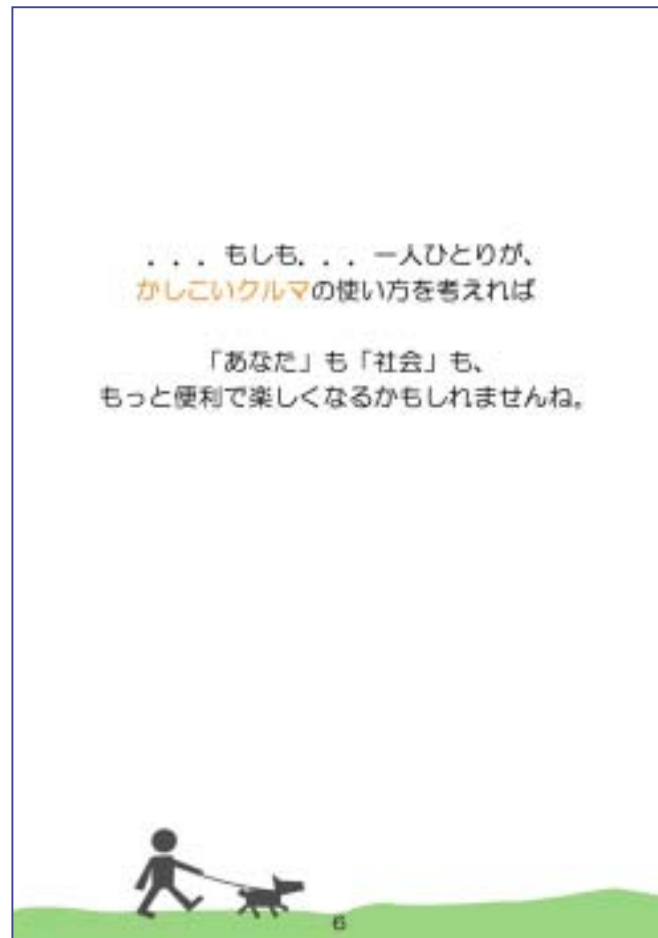 ．．．もしも．．．一人ひとりが、
かしこいクルマの使い方を考えれば
「あなた」も「社会」も、
もっと便利で楽しくなるかもしれませんね。
6